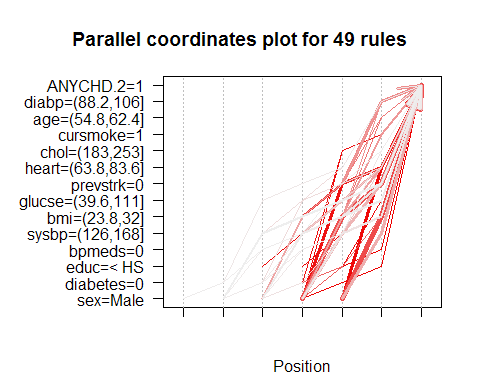 Parallel coordinates plot for 49 rules
ANYCHD.2=1
diabp=(88.2,106]
age=(54.8,62.4]
cursmoke=1
chol=(183,253]
heart=(63.8,83.6]
prevstrk=0
glucse=(39.6,111]
bmi=(23.8,32]
sysbp=(126,168]
bpmeds=0
educ=< HS
diabetes=0
sex=Male
Position